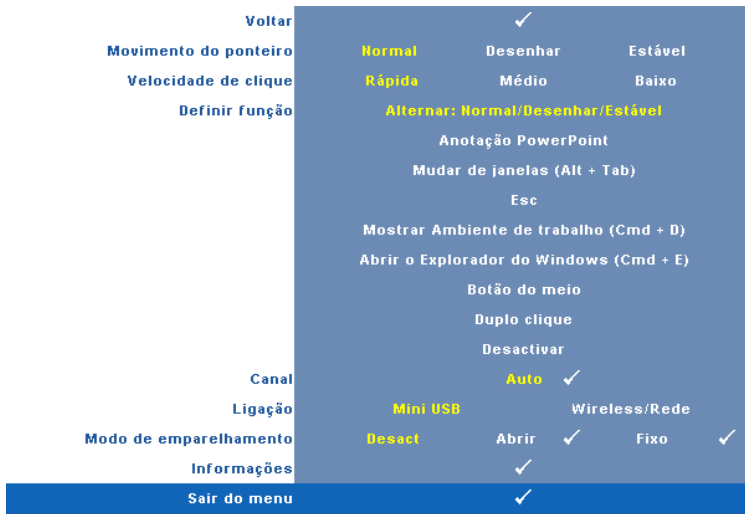 Voltar ✓
Movimento do ponteiro Normal Desenhar Estável
Velocidade de clique Rápida Médio Baixo
Definir função Alternar: Normal/Desenhar/Estável
Anotação PowerPoint
Mudar de janelas (Alt + Tab)
Esc
Mostrar Ambiente de trabalho (Cmd + D)
Abrir o Explorador do Windows (Cmd + E)
Botão do meio
Duplo clique
Desactivar
Canal Auto ✓
Ligação Mini USB Wireless/Rede
Modo de emparelhamento Desact Abrir ✓ Fixo ✓
Informações ✓
Sair do menu ✓